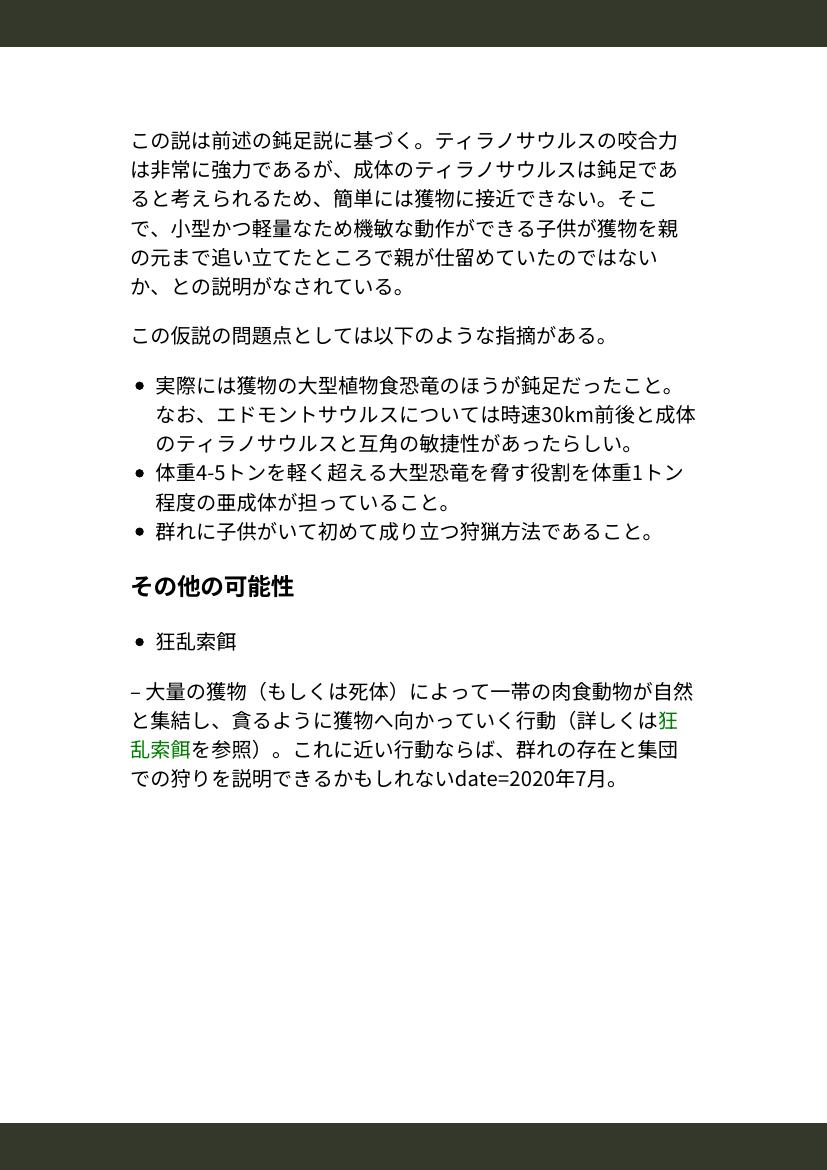 この説は前述の鈍足説に基づく。ティラノサウルスの咬合力
は非常に強力であるが、成体のティラノサウルスは鈍足であ
ると考えられるため、簡単には獲物に接近できない。そこ
で、小型かつ軽量なため機敏な動作ができる子供が獲物を親
の元まで追い立てたところで親が仕留めていたのではない
か、との説明がなされている。
この仮説の問題点としては以下のような指摘がある。
• 実際には獲物の大型植物食恐竜のほうが鈍足だったこと。
なお、エドモントサウルスについては時速30km前後と成体
のティラノサウルスと互角の敏捷性があったらしい。
• 体重4-5トンを軽く超える大型恐竜を脅す役割を体重1トン
程度の亜成体が担っていること。
• 群れに子供がいて初めて成り立つ狩猟方法であること。
その他の可能性
• 狂乱索餌
– 大量の獲物（もしくは死体）によって一帯の肉食動物が自然
と集結し、貪るように獲物へ向かっていく行動（詳しくは狂
乱索餌を参照）。これに近い行動ならば、群れの存在と集団
での狩りを説明できるかもしれないdate=2020年7月。